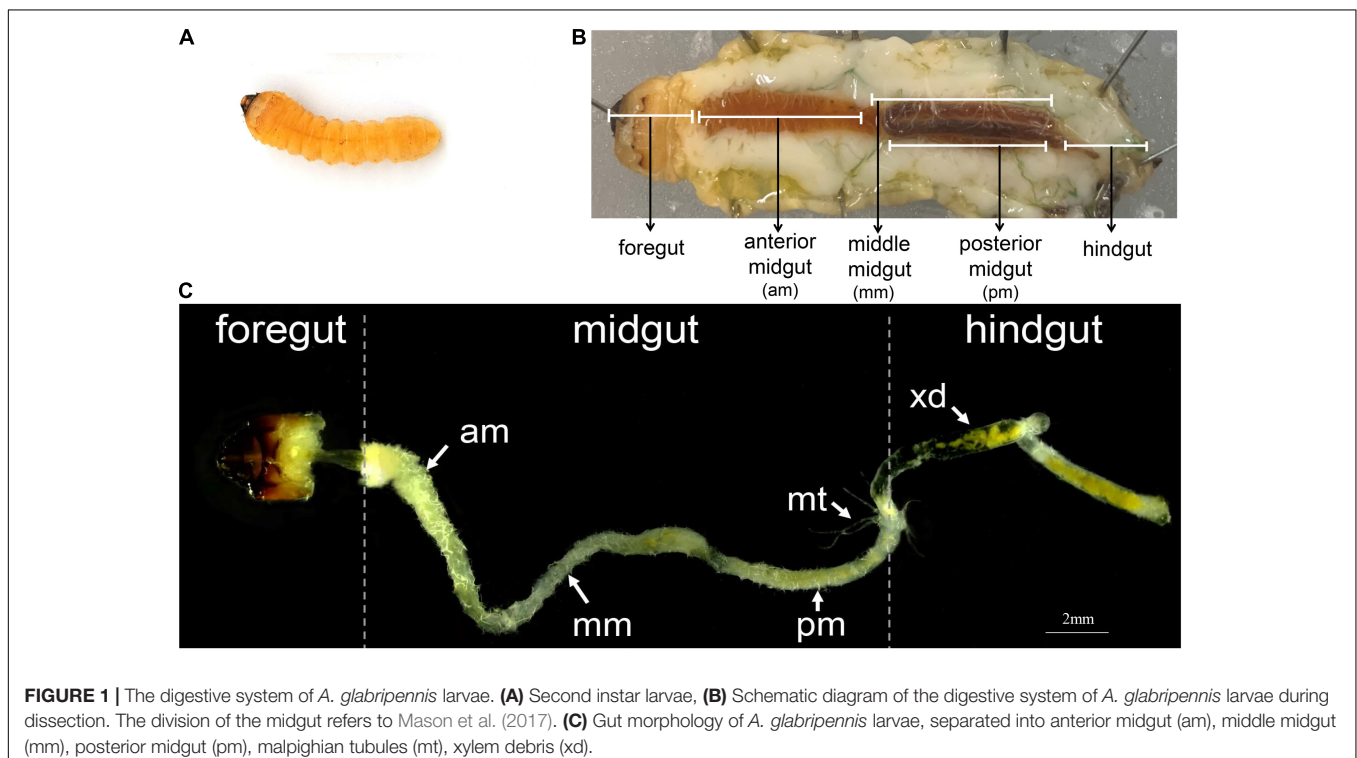 A
B
foregut
anterior
midgut
(am)
middle
midgut
(mm)
posterior
midgut
(pm)
hindgut
C
foregut
midgut
hindgut
xd
am
mt
mm
pm
2mm
FIGURE 1 | The digestive system of A. glabripennis larvae. (A) Second instar larvae, (B) Schematic diagram of the digestive system of A. glabripennis larvae during
dissection. The division of the midgut refers to Mason et al. (2017). (C) Gut morphology of A. glabripennis larvae, separated into anterior midgut (am), middle midgut
(mm), posterior midgut (pm), malpighian tubules (mt), xylem debris (xd).